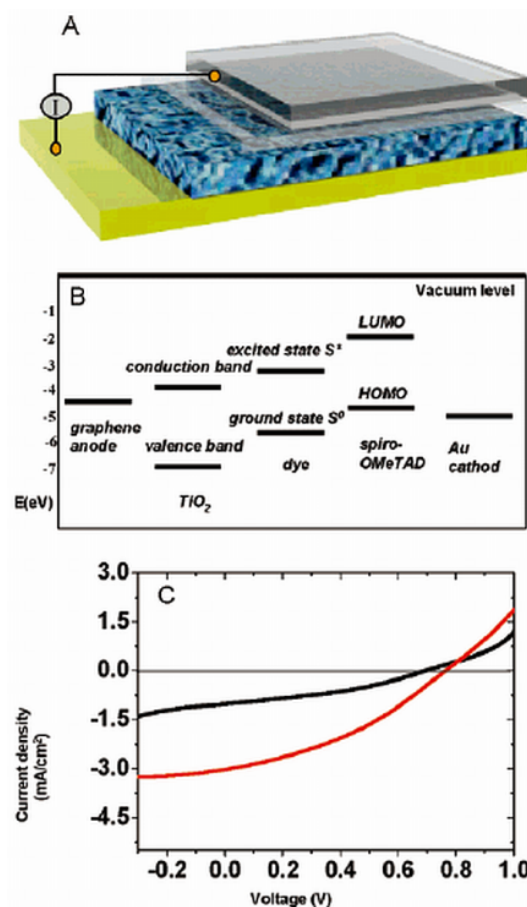 A
I
B
Vacuum level
-1
-2
-3
-4
-5
-6
-7
E(eV)
LUMO
excited state S*
conduction band
HOMO
graphene
anode
ground state S⁰
valence band
dye
spiro-
OMeTAD
Au
cathod
TiO₂
C
3.0
1.5
0.0
-1.5
-3.0
-4.5
Current density
(mA/cm²)
-0.2 0.0 0.2 0.4 0.6 0.8 1.0
Voltage (V)